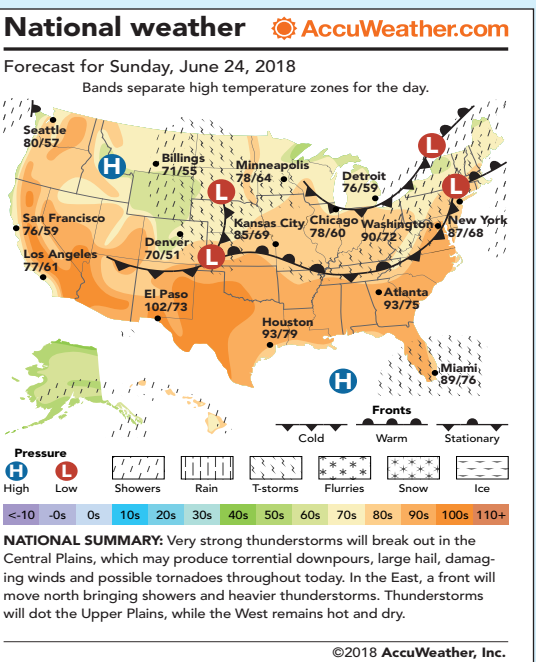 National weather
AccuWeather.com
Forecast for Sunday, June 24, 2018
Bands separate high temperature zones for the day.
Seattle
80/57
H
Billings
71/55
L
Minneapolis
78/64
Detroit
76/59
L
L
San Francisco
76/59
Denver
70/51
L
Kansas City
85/69
Chicago
78/60
Washington
90/72
New York
87/68
Los Angeles
77/61
El Paso
102/73
Houston
93/79
Atlanta
93/75
H
Miami
89/76
Fronts
Cold Warm Stationary
Pressure
H L
High Low Showers Rain T-storms Flurries Snow Ice
<-10 -0s 0s 10s 20s 30s 40s 50s 60s 70s 80s 90s 100s 110+
NATIONAL SUMMARY: Very strong thunderstorms will break out in the
Central Plains, which may produce torrential downpours, large hail, damag-
ing winds and possible tornadoes throughout today. In the East, a front will
move north bringing showers and heavier thunderstorms. Thunderstorms
will dot the Upper Plains, while the West remains hot and dry.
©2018 AccuWeather, Inc.